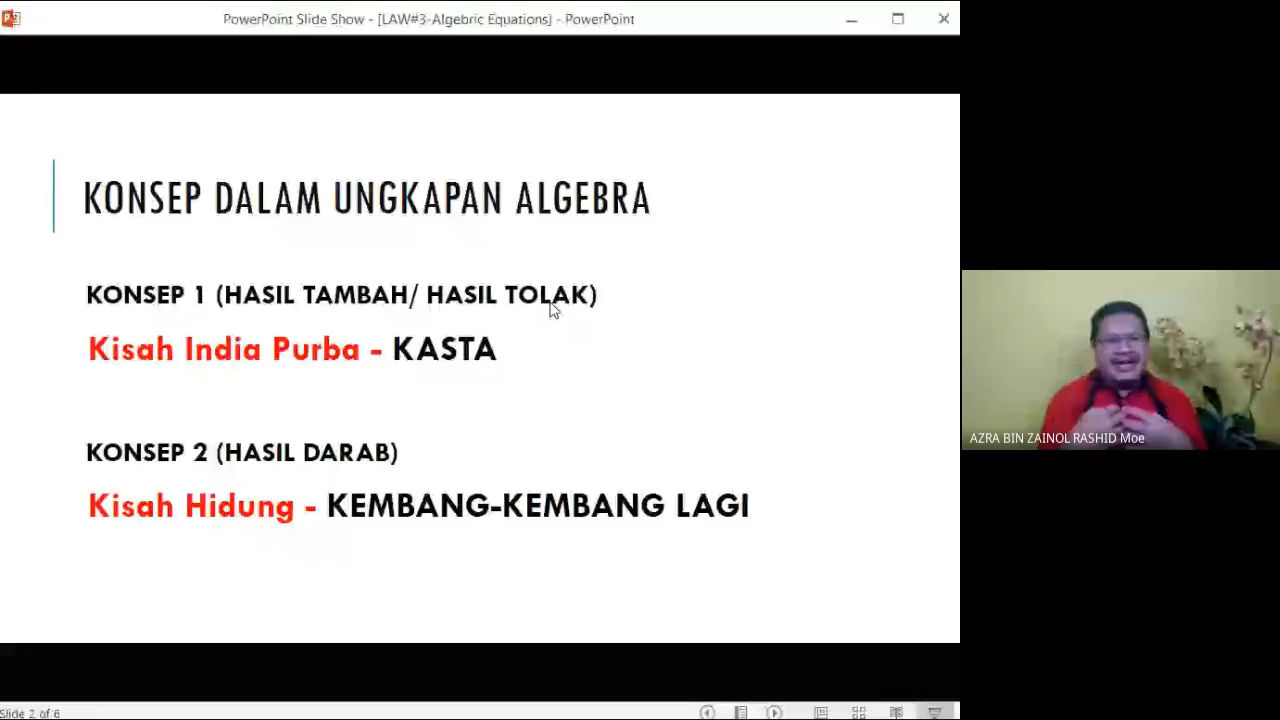 PowerPoint Slide Show - [LAW#3-Algebric Equations] - PowerPoint
KONSEP DALAM UNGKAPAN ALGEBRA
KONSEP 1 (HASIL TAMBAH/ HASIL TOLAK)
Kisah India Purba - KASTA
KONSEP 2 (HASIL DARAB)
Kisah Hidung - KEMBANG-KEMBANG LAGI
AZRA BIN ZAINOL RASHID Moe
Slide 2 of 6